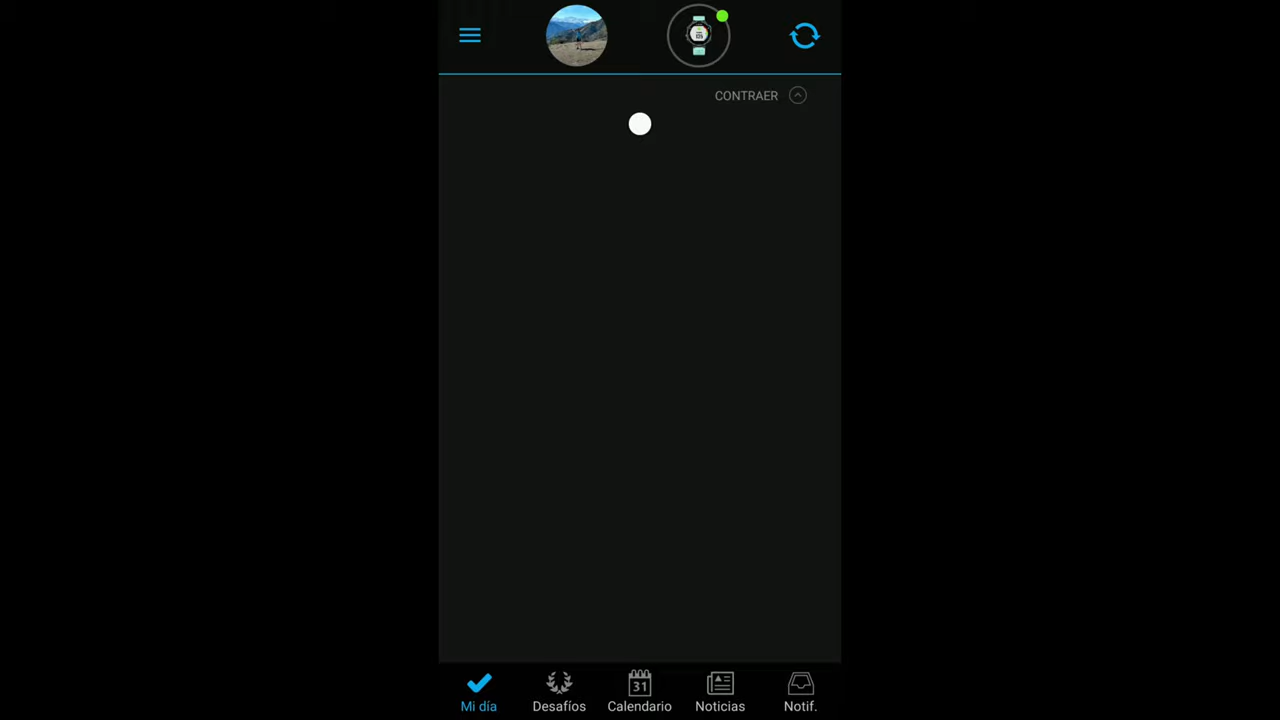 CONTRAER
31
Mi día
Desafíos
Calendario
Noticias
Notif.